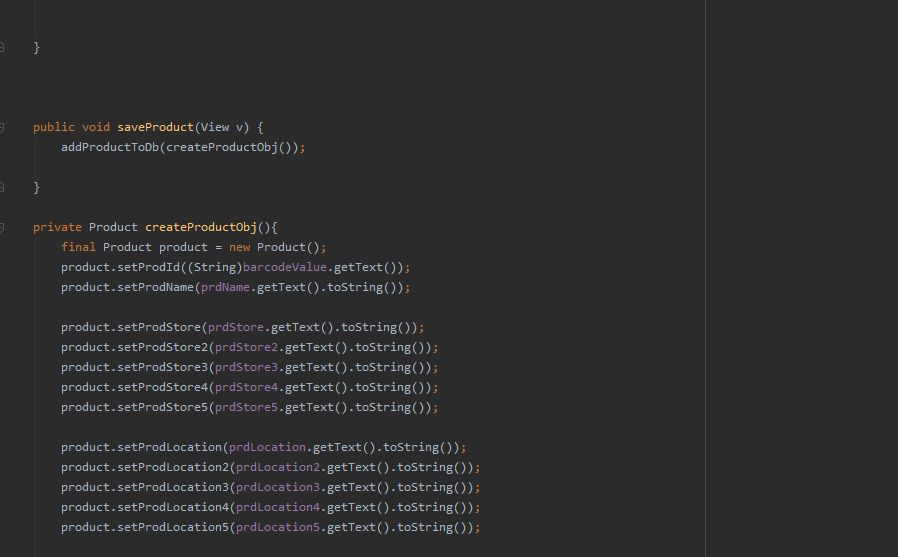 }
public void saveProduct(View v) {
addProductToDb(createProductObj());
}
private Product createProductObj(){
final Product product = new Product();
product.setProdId((String)barcodeValue.getText());
product.setProdName(prdName.getText().toString());
product.setProdStore(prdStore.getText().toString());
product.setProdStore2(prdStore2.getText().toString());
product.setProdStore3(prdStore3.getText().toString());
product.setProdStore4(prdStore4.getText().toString());
product.setProdStore5(prdStore5.getText().toString());
product.setProdLocation(prdLocation.getText().toString());
product.setProdLocation2(prdLocation2.getText().toString());
product.setProdLocation3(prdLocation3.getText().toString());
product.setProdLocation4(prdLocation4.getText().toString());
product.setProdLocation5(prdLocation5.getText().toString());